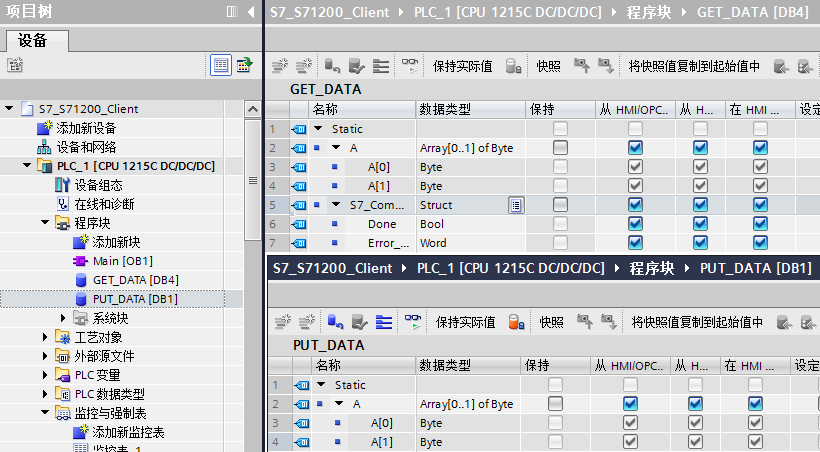 项目树
设备
S7_S71200_Client
添加新设备
设备和网络
PLC_1 [CPU 1215C DC/DC/DC]
设备组态
在线和诊断
程序块
添加新块
Main [OB1]
GET_DATA [DB4]
PUT_DATA [DB1]
系统块
工艺对象
外部源文件
PLC 变量
PLC 数据类型
监控与强制表
添加新监控表
监控表_1
S7_S71200_Client PLC_1 [CPU 1215C DC/DC/DC] 程序块 GET_DATA [DB4]
保持实际值 快照 将快照值复制到起始值中
GET_DATA
名称 数据类型 保持 从 HMI/OPC.. 从 H... 在 HMI ... 设定
1 Static
2 A Array[0..1] of Byte
3 A[0] Byte
4 A[1] Byte
5 S7_Com... Struct
6 Done Bool
7 Error_... Word
S7_S71200_Client PLC_1 [CPU 1215C DC/DC/DC] 程序块 PUT_DATA [DB1]
保持实际值 快照 将快照值复制到起始值中
PUT_DATA
名称 数据类型 保持 从 HMI/OPC... 从 H... 在 HMI ... 设定
1 Static
2 A Array[0..1] of Byte
3 A[0] Byte
4 A[1] Byte